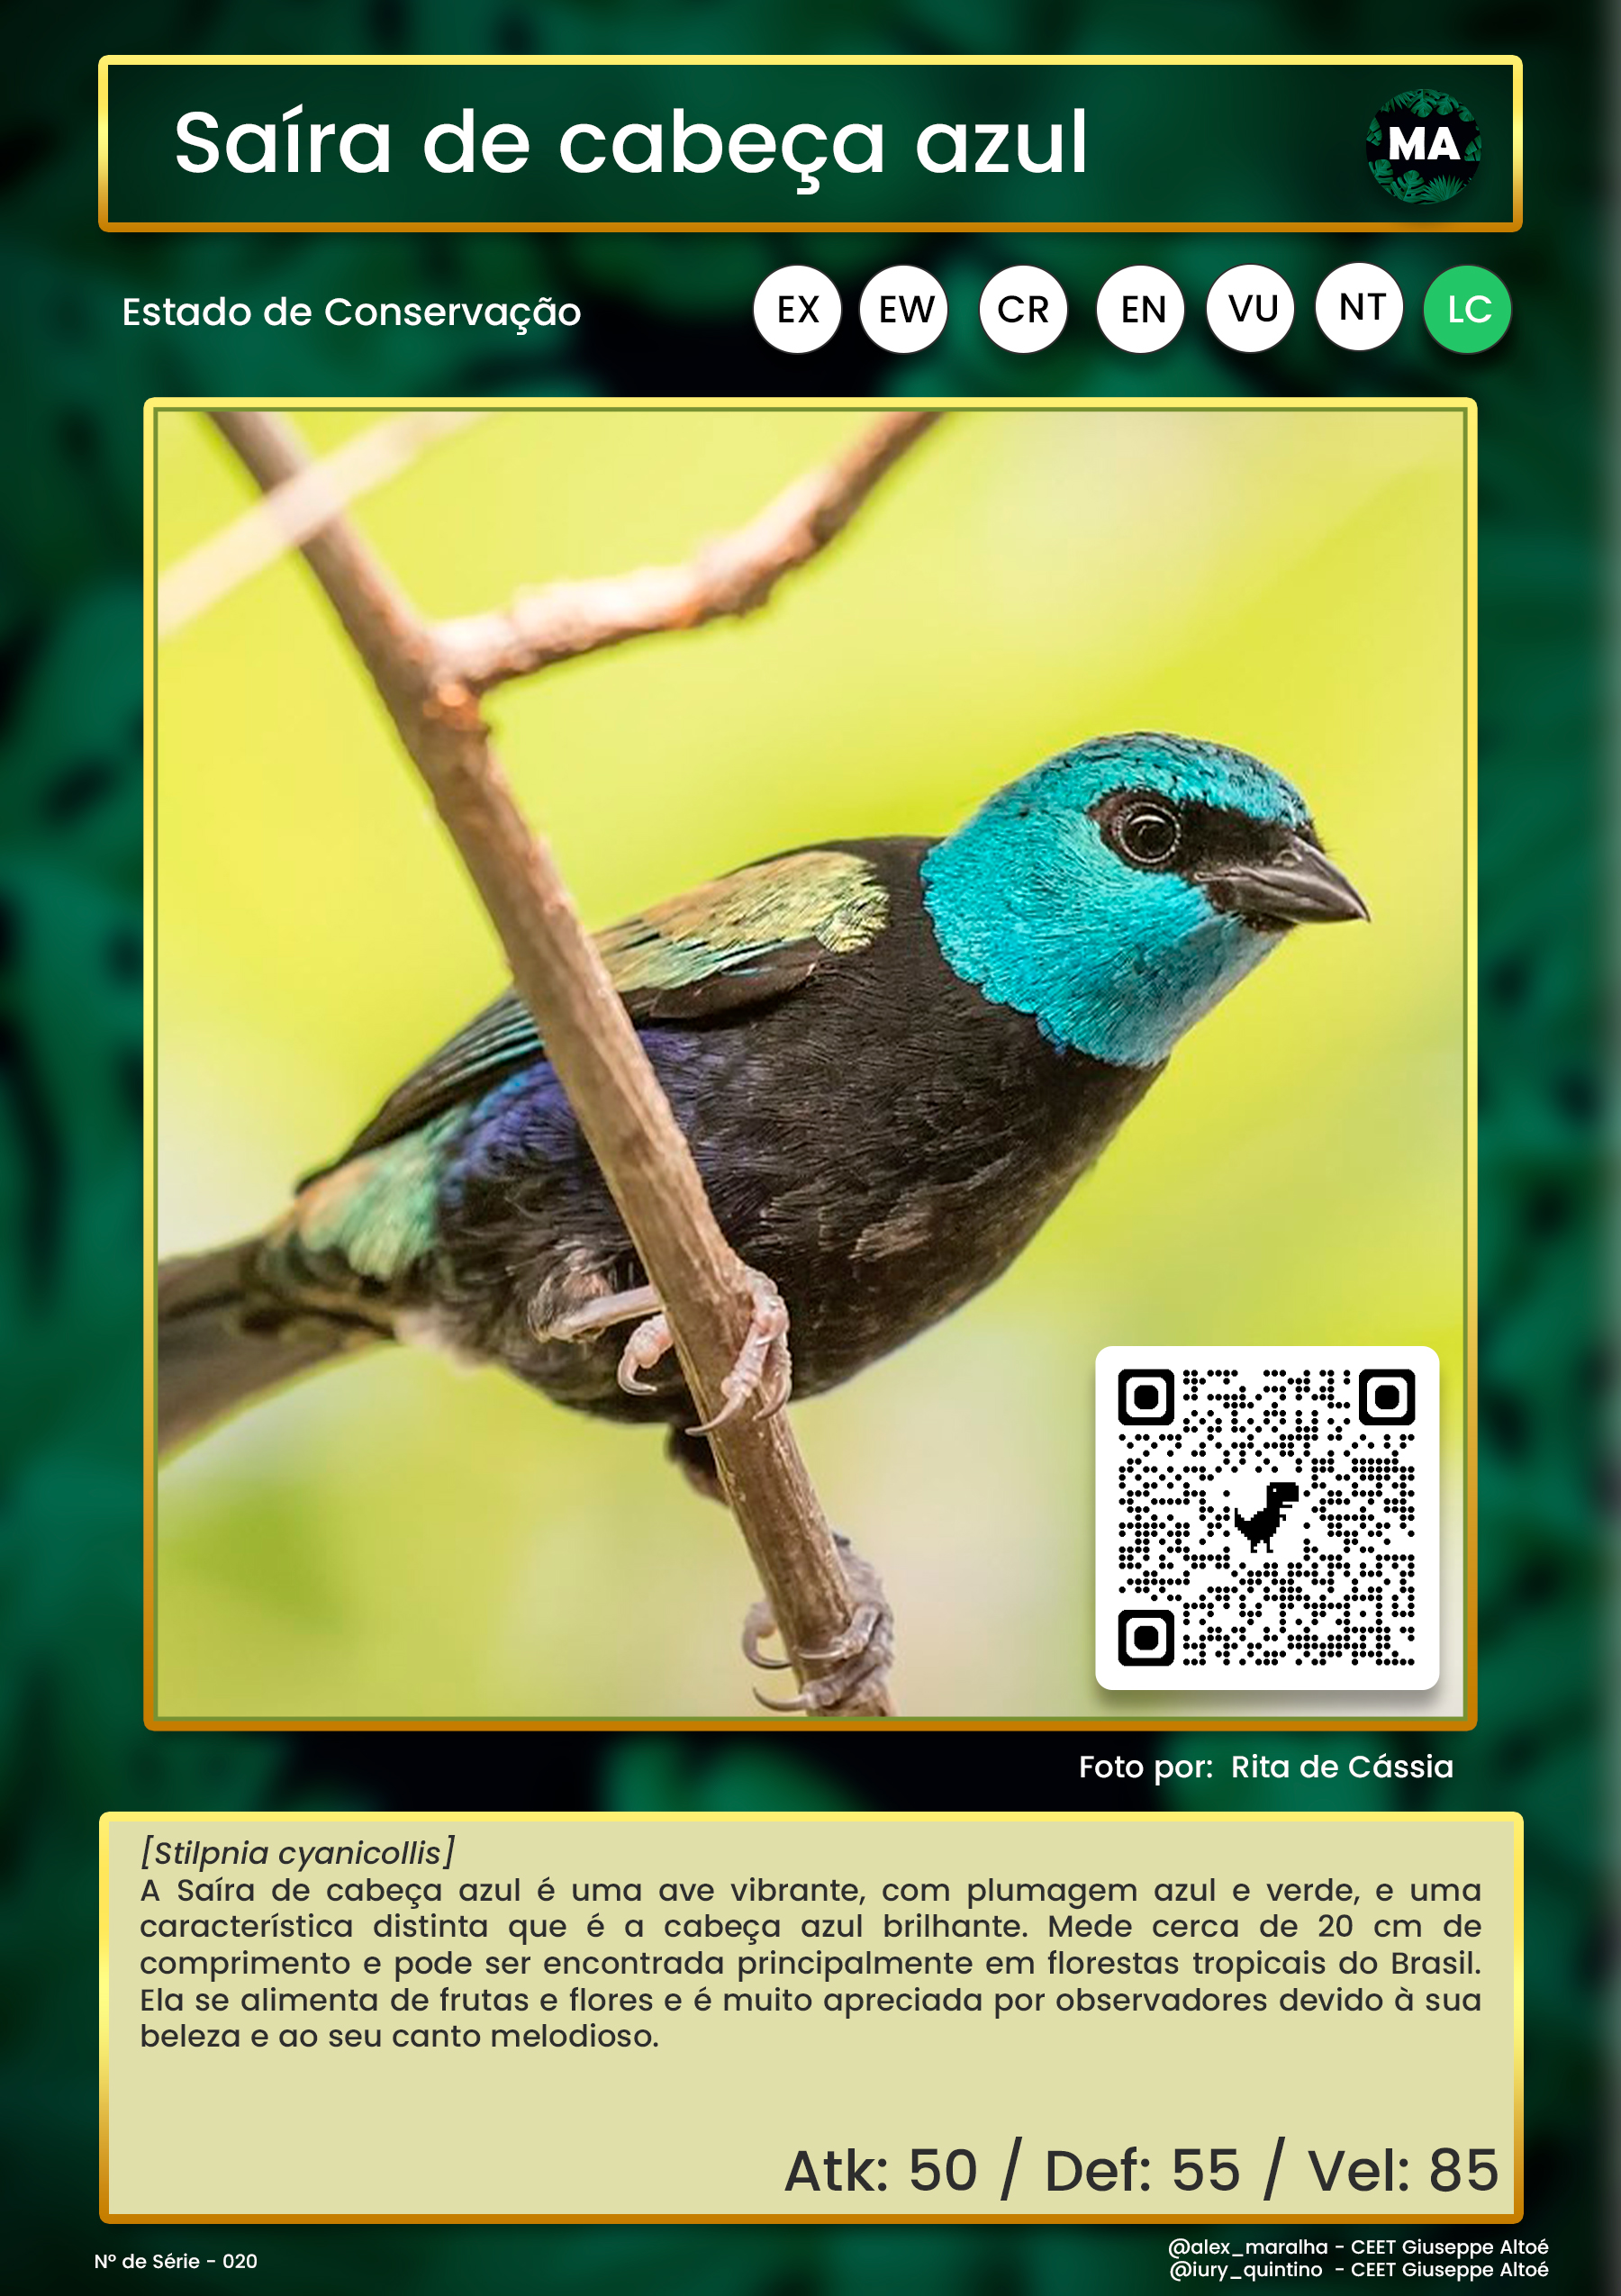 Saíra de cabeça azul
MA
Estado de Conservação
EX EW CR EN VU NT LC
Foto por: Rita de Cássia
[Stilpnia cyanicollis]
A Saíra de cabeça azul é uma ave vibrante, com plumagem azul e verde, e uma
característica distinta que é a cabeça azul brilhante. Mede cerca de 20 cm de
comprimento e pode ser encontrada principalmente em florestas tropicais do Brasil.
Ela se alimenta de frutas e flores e é muito apreciada por observadores devido à sua
beleza e ao seu canto melodioso.
Atk: 50 / Def: 55 / Vel: 85
Nº de Série - 020
@alex_maralha - CEET Giuseppe Altoé
@iury_quintino - CEET Giuseppe Altoé